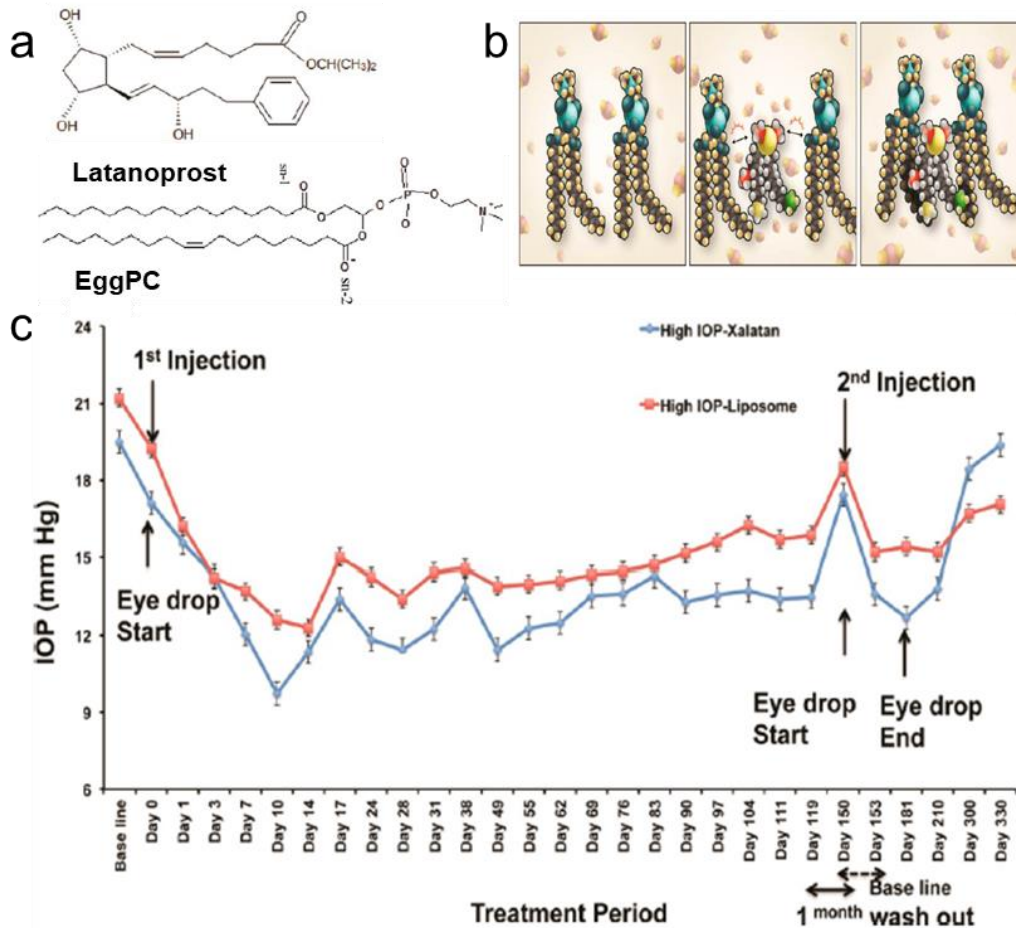 a
OH
O
OCH(CH₃)₂
OH
OH
Latanoprost
sn-1
O
O
O
O
P
O
O
N
O
O-
sn-2
EggPC
b
c
24
21
18
15
12
9
6
IOP (mm Hg)
High IOP-Xalatan
High IOP-Liposome
1st Injection
2nd Injection
Eye drop
Start
Eye drop
Start
Eye drop
End
Base line
Day 0
Day 1
Day 3
Day 7
Day 10
Day 14
Day 17
Day 24
Day 28
Day 31
Day 38
Day 49
Day 55
Day 62
Day 69
Day 76
Day 83
Day 90
Day 97
Day 104
Day 111
Day 119
Day 150
Day 153
Day 181
Day 210
Day 300
Day 330
Base line
Treatment Period
1 month wash out